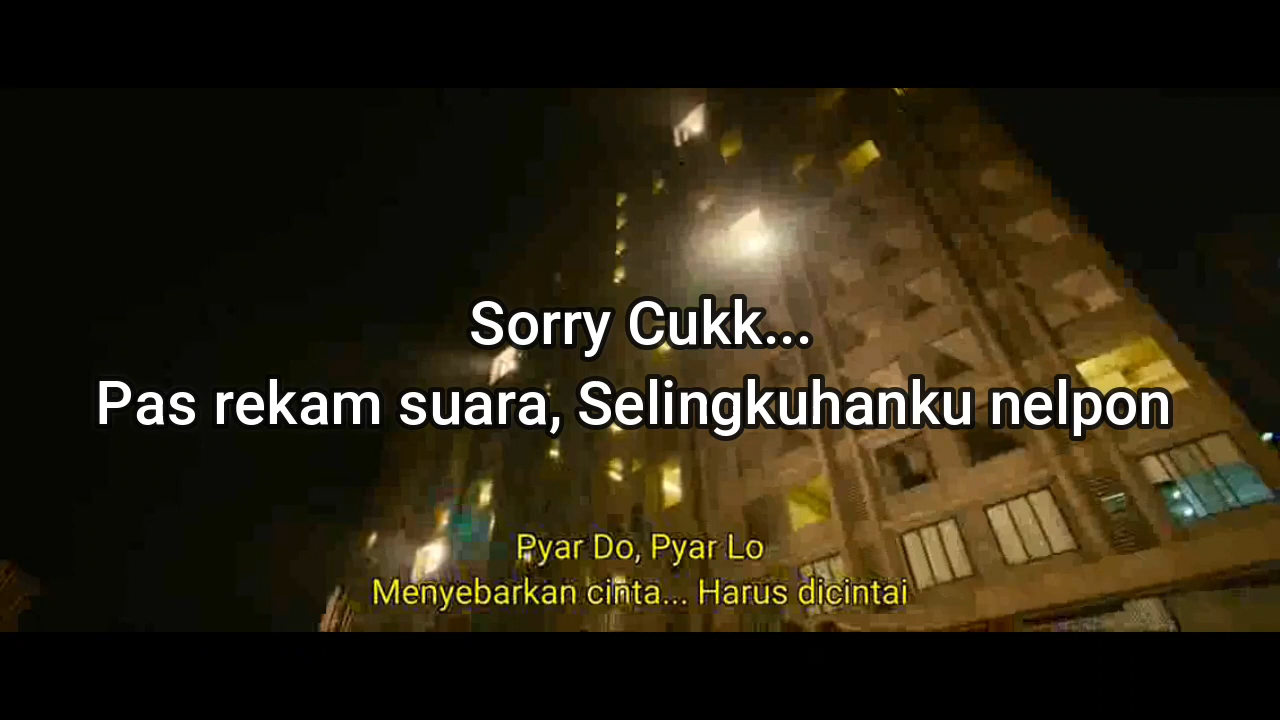 Sorry Cukk...
Pas rekam suara, Selingkuhanku nelpon
Pyar Do, Pyar Lo
Menyebarkan cinta... Harus dicintai